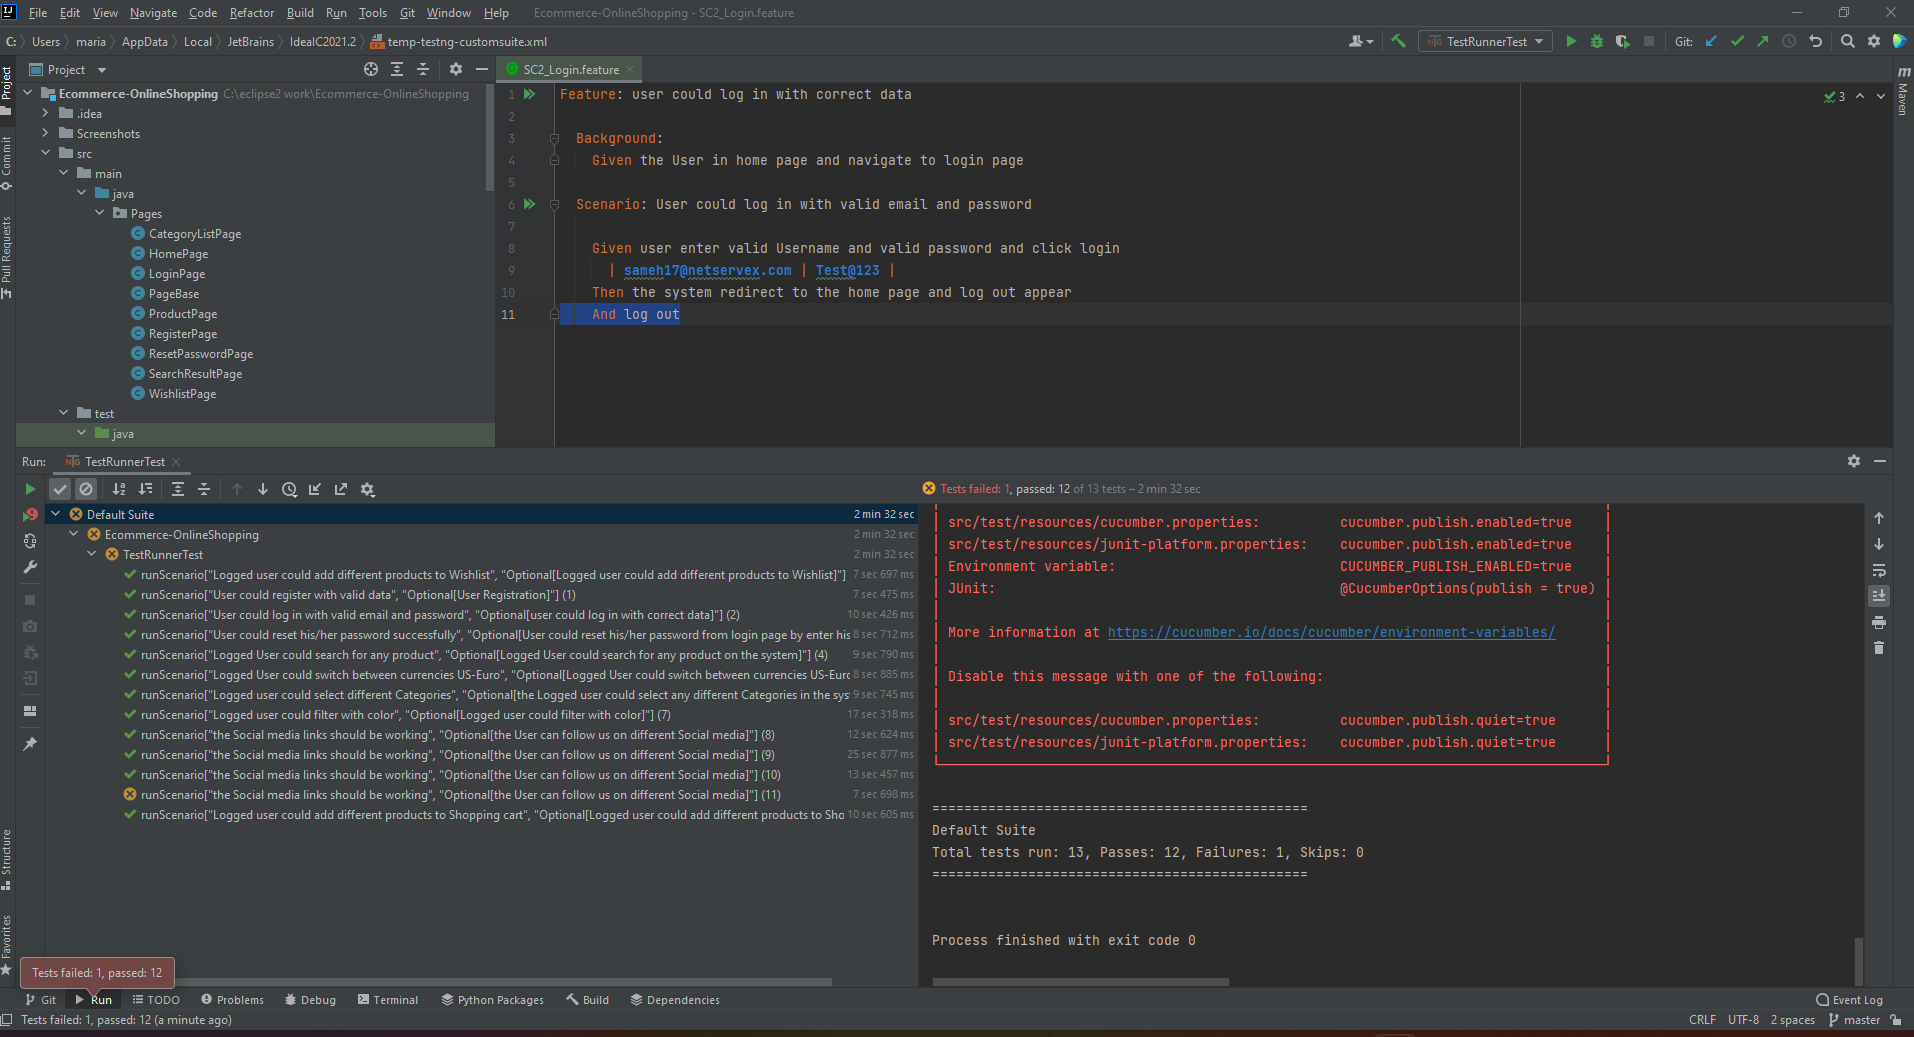 IJ File Edit View Navigate Code Refactor Build Run Tools Git Window Help Ecommerce-OnlineShopping - SC2_Login.feature
C: Users maria AppData Local JetBrains IdeaIC2021.2 temp-testng-customsuite.xml TestRunnerTest Git:
Project
SC2_Login.feature
Project
Commit
Pull Requests
Structure
Favorites
m Maven
Ecommerce-OnlineShopping C:\eclipse2 work\Ecommerce-OnlineShopping
.idea
Screenshots
src
main
java
Pages
CategoryListPage
HomePage
LoginPage
PageBase
ProductPage
RegisterPage
ResetPasswordPage
SearchResultPage
WishlistPage
test
java
3
1 Feature: user could log in with correct data
2
3 Background:
4 Given the User in home page and navigate to login page
5
6 Scenario: User could log in with valid email and password
7
8 Given user enter valid Username and valid password and click login
9 | sameh17@netservex.com | Test@123 |
10 Then the system redirect to the home page and log out appear
11 And log out
Run: TestRunnerTest
Tests failed: 1, passed: 12 of 13 tests – 2 min 32 sec
Default Suite 2 min 32 sec
Ecommerce-OnlineShopping 2 min 32 sec
TestRunnerTest 2 min 32 sec
runScenario["Logged user could add different products to Wishlist", "Optional[Logged user could add different products to Wishlist]"] 7 sec 697 ms
runScenario["User could register with valid data", "Optional[User Registration]"] (1) 7 sec 475 ms
runScenario["User could log in with valid email and password", "Optional[user could log in with correct data]"] (2) 10 sec 426 ms
runScenario["User could reset his/her password successfully", "Optional[User could reset his/her password from login page by enter his 8 sec 712 ms
runScenario["Logged User could search for any product", "Optional[Logged User could search for any product on the system]"] (4) 9 sec 790 ms
runScenario["Logged User could switch between currencies US-Euro", "Optional[Logged User could switch between currencies US-Eurc 8 sec 885 ms
runScenario["Logged user could select different Categories", "Optional[the Logged user could select any different Categories in the sys 9 sec 745 ms
runScenario["Logged user could filter with color", "Optional[Logged user could filter with color]"] (7) 17 sec 318 ms
runScenario["the Social media links should be working", "Optional[the User can follow us on different Social media]"] (8) 12 sec 624 ms
runScenario["the Social media links should be working", "Optional[the User can follow us on different Social media]"] (9) 25 sec 877 ms
runScenario["the Social media links should be working", "Optional[the User can follow us on different Social media]"] (10) 13 sec 457 ms
runScenario["the Social media links should be working", "Optional[the User can follow us on different Social media]"] (11) 7 sec 698 ms
runScenario["Logged user could add different products to Shopping cart", "Optional[Logged user could add different products to Sho 10 sec 605 ms
src/test/resources/cucumber.properties: cucumber.publish.enabled=true
src/test/resources/junit-platform.properties: cucumber.publish.enabled=true
Environment variable: CUCUMBER_PUBLISH_ENABLED=true
JUnit: @CucumberOptions(publish = true)
More information at https://cucumber.io/docs/cucumber/environment-variables/
Disable this message with one of the following:
src/test/resources/cucumber.properties: cucumber.publish.quiet=true
src/test/resources/junit-platform.properties: cucumber.publish.quiet=true
===============================================
Default Suite
Total tests run: 13, Passes: 12, Failures: 1, Skips: 0
===============================================
Process finished with exit code 0
Tests failed: 1, passed: 12
Git Run TODO Problems Debug Terminal Python Packages Build Dependencies Event Log
Tests failed: 1, passed: 12 (a minute ago) CRLF UTF-8 2 spaces master